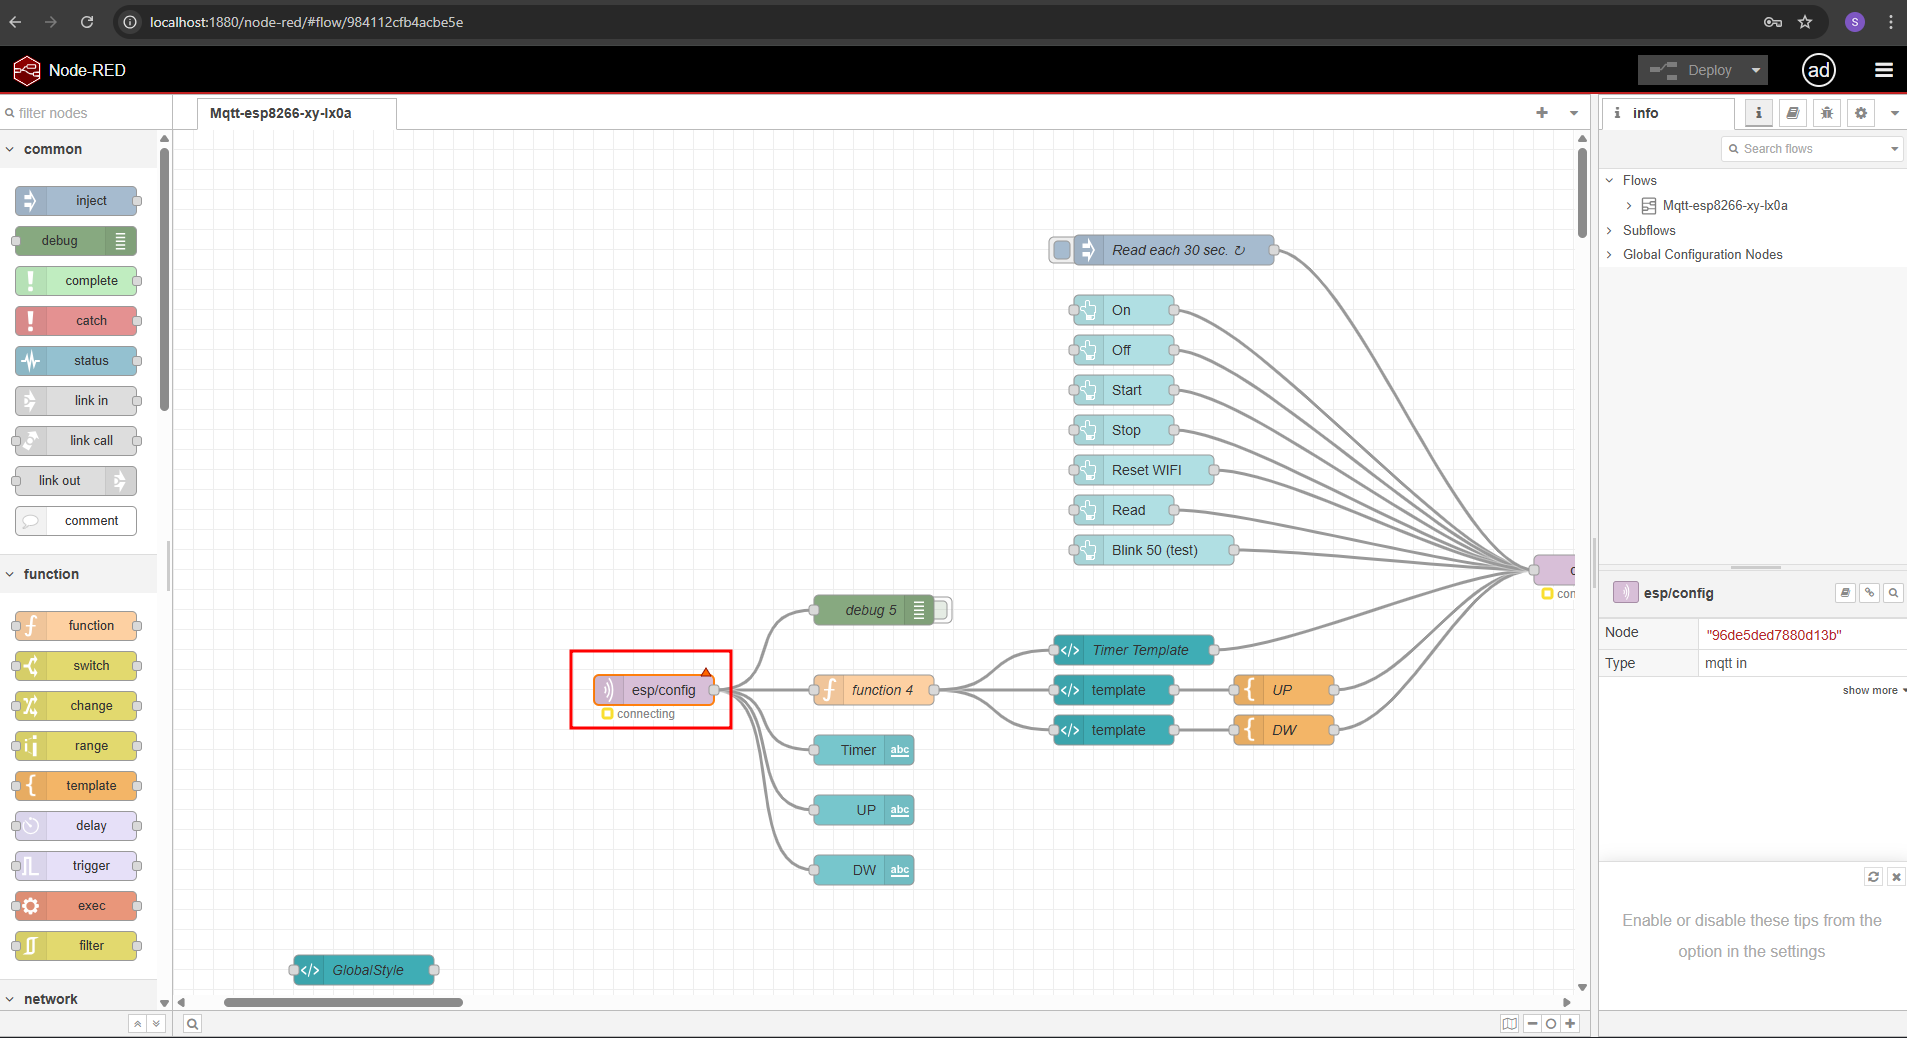 localhost:1880/node-red/#flow/984112cfb4acbe5e
S
Node-RED
Deploy
ad
filter nodes
common
inject
debug
complete
catch
status
link in
link call
link out
comment
function
function
switch
change
range
template
delay
trigger
exec
filter
network
Mqtt-esp8266-xy-lx0a
Read each 30 sec. ↻
On
Off
Start
Stop
Reset WIFI
Read
Blink 50 (test)
con
debug 5
esp/config
connecting
function 4
Timer Template
template
UP
template
DW
Timer
abc
UP
abc
DW
abc
GlobalStyle
info
Search flows
Flows
Mqtt-esp8266-xy-lx0a
Subflows
Global Configuration Nodes
esp/config
Node
"96de5ded7880d13b"
Type
mqtt in
show more
Enable or disable these tips from the
option in the settings